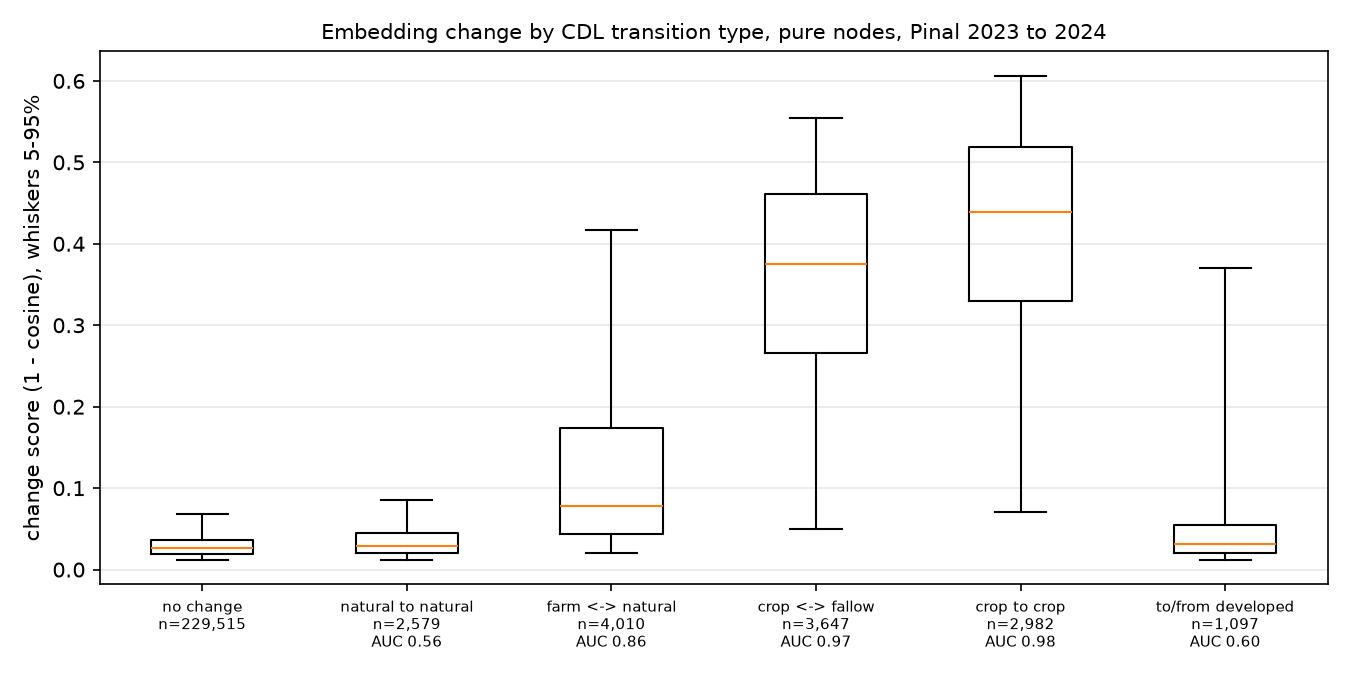 Embedding change by CDL transition type, pure nodes, Pinal 2023 to 2024
change score (1 - cosine), whiskers 5-95%
0.6
0.5
0.4
0.3
0.2
0.1
0.0
no change
n=229,515
natural to natural
n=2,579
AUC 0.56
farm <-> natural
n=4,010
AUC 0.86
crop <-> fallow
n=3,647
AUC 0.97
crop to crop
n=2,982
AUC 0.98
to/from developed
n=1,097
AUC 0.60